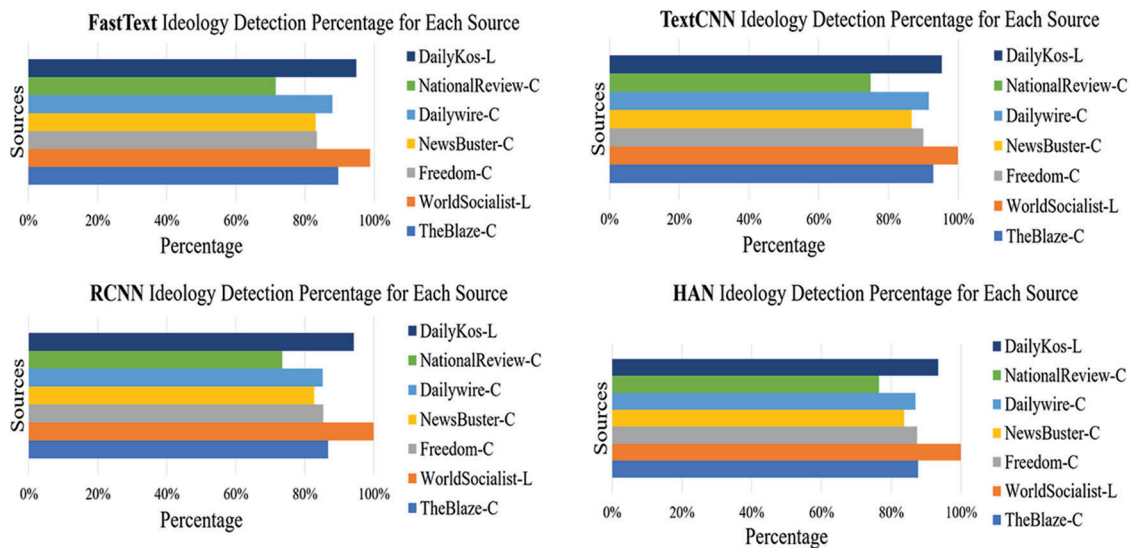 FastText Ideology Detection Percentage for Each Source
Sources
DailyKos-L
NationalReview-C
Dailywire-C
NewsBuster-C
Freedom-C
WorldSocialist-L
TheBlaze-C
0% 20% 40% 60% 80% 100%
Percentage
TextCNN Ideology Detection Percentage for Each Source
Sources
DailyKos-L
NationalReview-C
Dailywire-C
NewsBuster-C
Freedom-C
WorldSocialist-L
TheBlaze-C
0% 20% 40% 60% 80% 100%
Percentage
RCNN Ideology Detection Percentage for Each Source
Sources
DailyKos-L
NationalReview-C
Dailywire-C
NewsBuster-C
Freedom-C
WorldSocialist-L
TheBlaze-C
0% 20% 40% 60% 80% 100%
Percentage
HAN Ideology Detection Percentage for Each Source
Sources
DailyKos-L
NationalReview-C
Dailywire-C
NewsBuster-C
Freedom-C
WorldSocialist-L
TheBlaze-C
0% 20% 40% 60% 80% 100%
Percentage